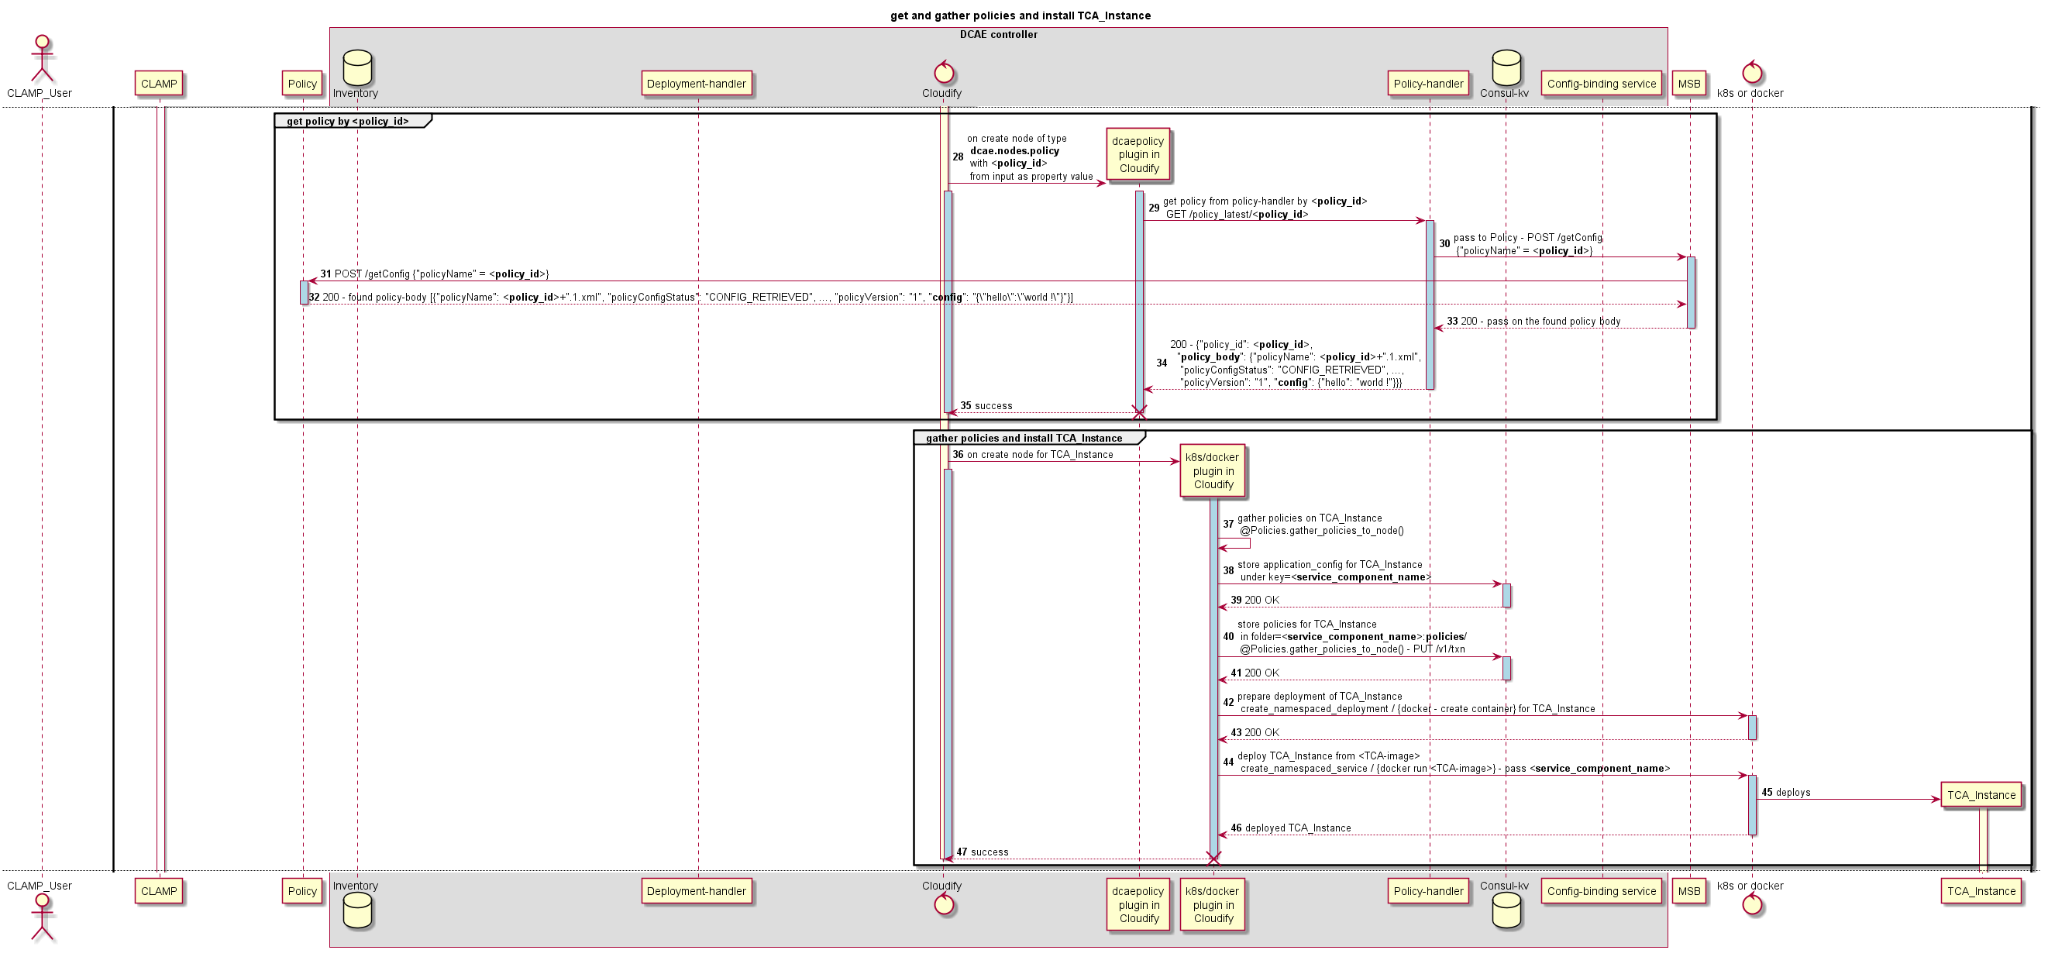 get and gather policies and install TCA_Instance
DCAE controller
CLAMP_User
CLAMP
Policy
Inventory
Deployment-handler
Cloudify
Policy-handler
Consul-kv
Config-binding service
MSB
k8s or docker
get policy by <policy_id>
28 on create node of type
dcae.nodes.policy
with <policy_id>
from input as property value
dcaepolicy
plugin in
Cloudify
29 get policy from policy-handler by <policy_id>
GET /policy_latest/<policy_id>
30 pass to Policy - POST /getConfig
{"policyName" = <policy_id>}
31 POST /getConfig {"policyName" = <policy_id>}
32 200 - found policy-body [{"policyName": <policy_id>+".1.xml", "policyConfigStatus": "CONFIG_RETRIEVED", ..., "policyVersion": "1", "config": "{\"hello\":\"world !\"}"}]
33 200 - pass on the found policy body
34 200 - {"policy_id": <policy_id>,
"policy_body": {"policyName": <policy_id>+".1.xml",
"policyConfigStatus": "CONFIG_RETRIEVED", ...,
"policyVersion": "1", "config": {"hello": "world !"}}}
35 success
gather policies and install TCA_Instance
36 on create node for TCA_Instance
k8s/docker
plugin in
Cloudify
37 gather policies on TCA_Instance
@Policies.gather_policies_to_node()
38 store application_config for TCA_Instance
under key=<service_component_name>
39 200 OK
40 store policies for TCA_Instance
in folder=<service_component_name>:policies/
@Policies.gather_policies_to_node() - PUT /v1/txn
41 200 OK
42 prepare deployment of TCA_Instance
create_namespaced_deployment / {docker - create container} for TCA_Instance
43 200 OK
44 deploy TCA_Instance from <TCA-image>
create_namespaced_service / {docker run <TCA-image>} - pass <service_component_name>
45 deploys
TCA_Instance
46 deployed TCA_Instance
47 success
CLAMP_User
CLAMP
Policy
Inventory
Deployment-handler
Cloudify
dcaepolicy
plugin in
Cloudify
k8s/docker
plugin in
Cloudify
Policy-handler
Consul-kv
Config-binding service
MSB
k8s or docker
TCA_Instance